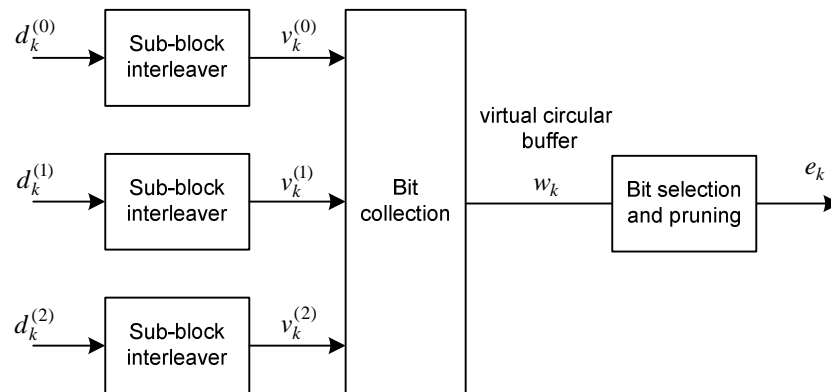 d_k^{(0)}
Sub-block
interleaver
v_k^{(0)}
d_k^{(1)}
Sub-block
interleaver
v_k^{(1)}
d_k^{(2)}
Sub-block
interleaver
v_k^{(2)}
Bit
collection
virtual circular
buffer
w_k
Bit selection
and pruning
e_k